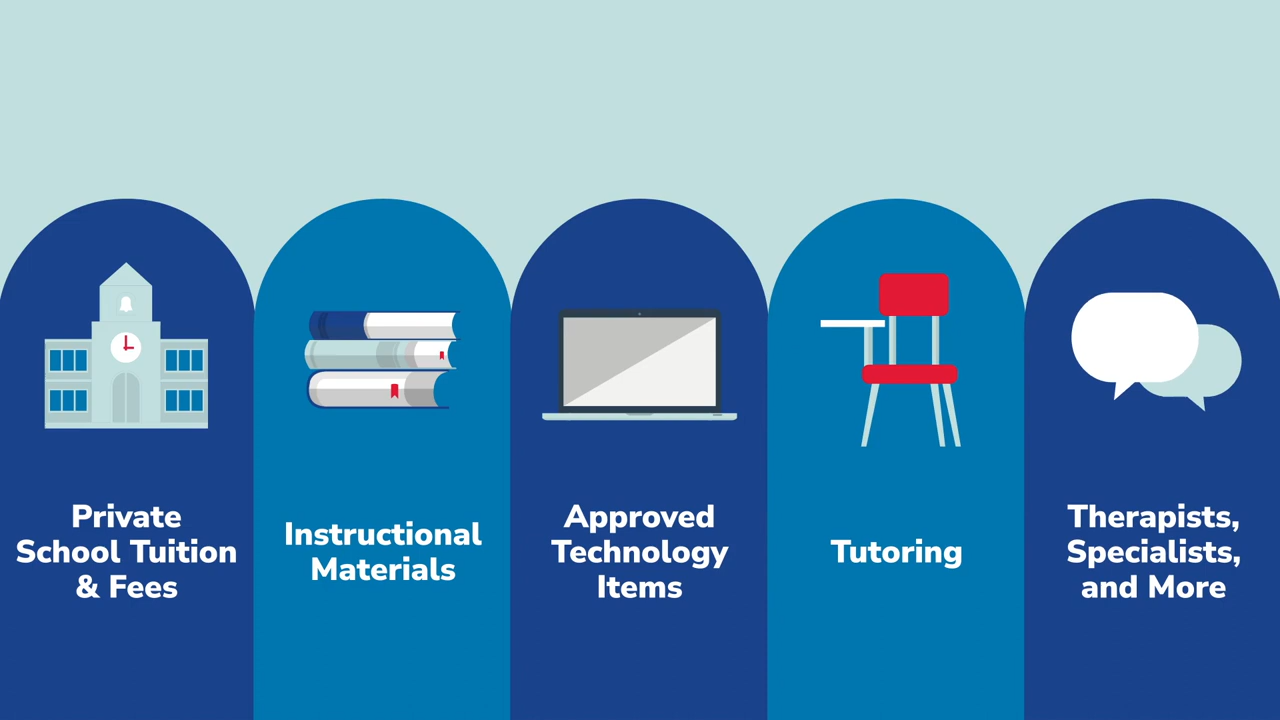 Private
School Tuition
& Fees
Instructional
Materials
Approved
Technology
Items
Tutoring
Therapists,
Specialists,
and More